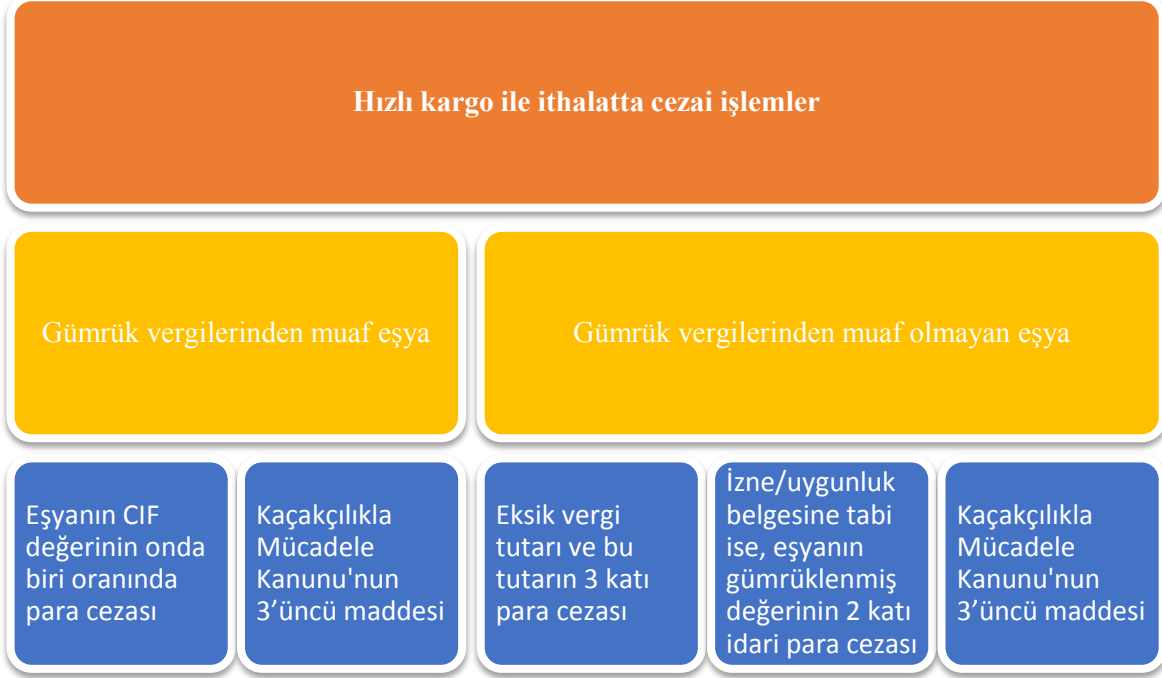 Hızlı kargo ile ithalatta cezai işlemler
Gümrük vergilerinden muaf eşya
Gümrük vergilerinden muaf olmayan eşya
Eşyanın CIF
değerinin onda
biri oranında
para cezası
Kaçakçılıkla
Mücadele
Kanunu'nun
3’üncü maddesi
Eksik vergi
tutarı ve bu
tutarın 3 katı
para cezası
İzne/uygunluk
belgesine tabi
ise, eşyanın
gümrüklenmiş
değerinin 2 katı
idari para cezası
Kaçakçılıkla
Mücadele
Kanunu'nun
3’üncü maddesi